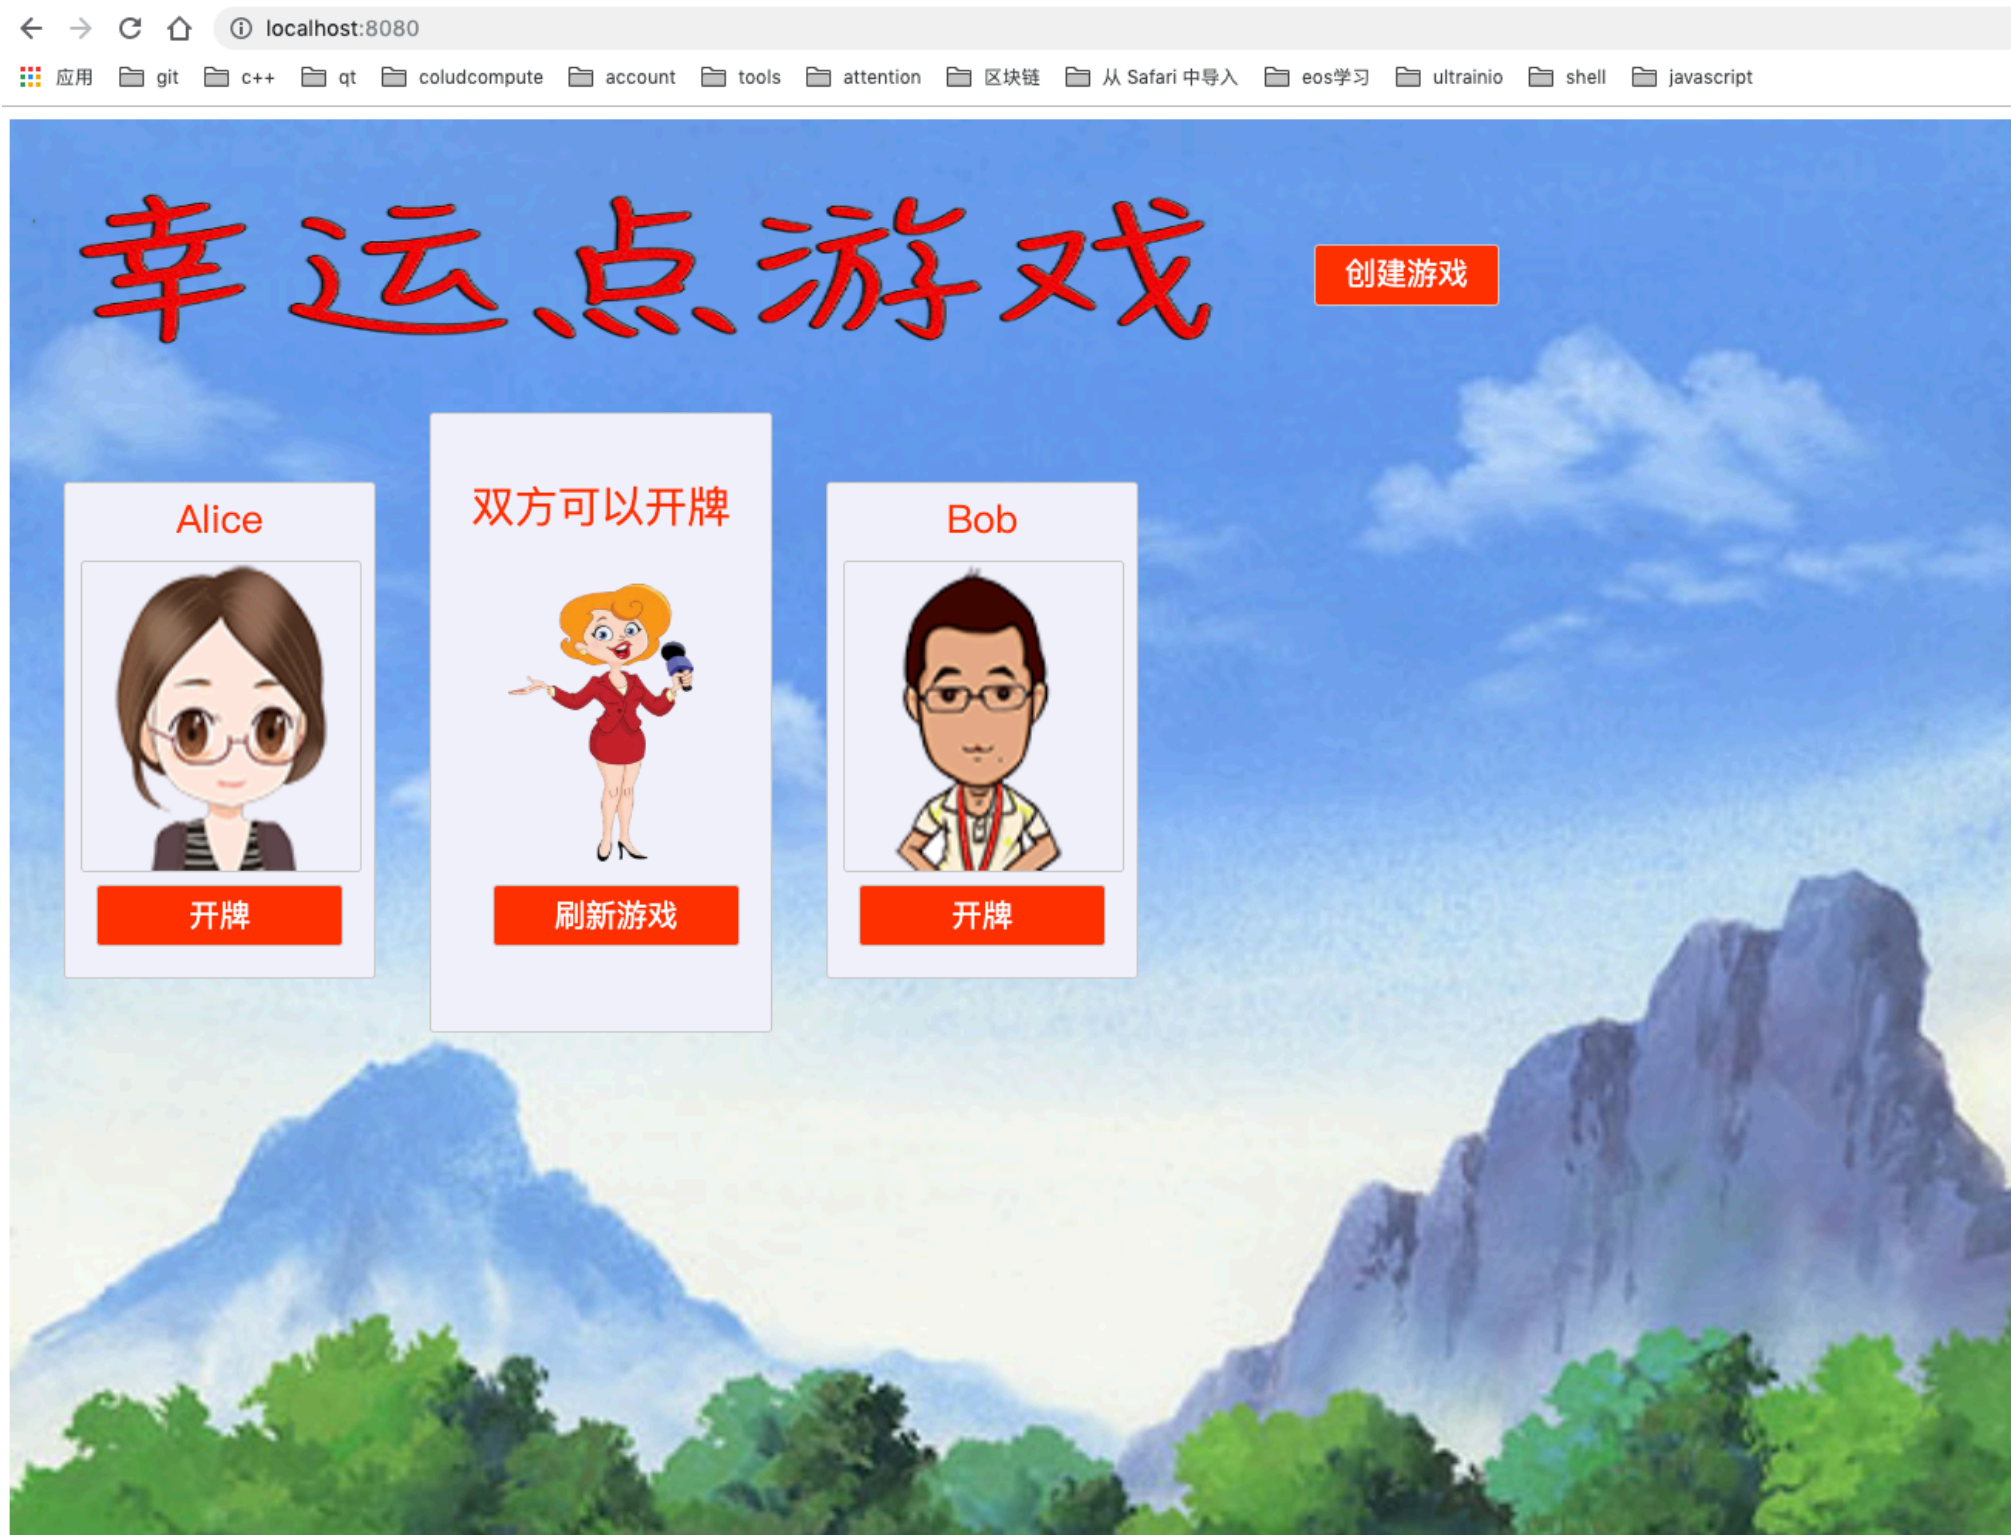 localhost:8080
应用 git c++ qt coludcompute account tools attention 区块链 从 Safari 中导入 eos学习 ultrainio shell javascript
幸运点游戏
创建游戏
双方可以开牌
Alice
Bob
开牌
刷新游戏
开牌